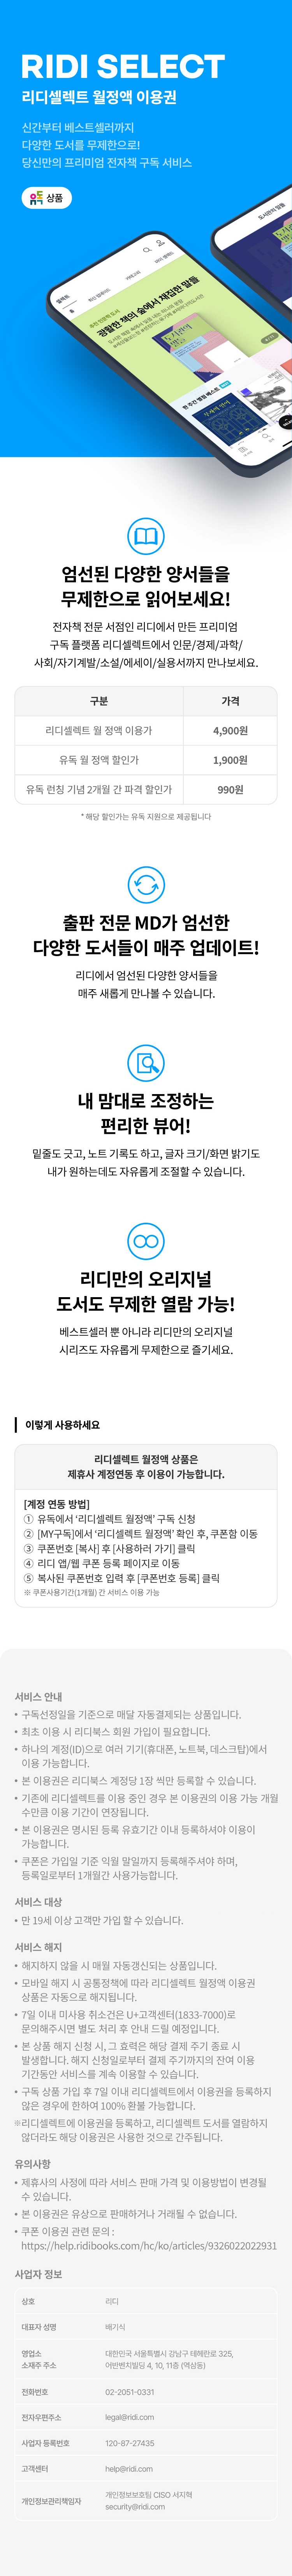 RIDI SELECT
리디셀렉트 월정액 이용권
신간부터 베스트셀러까지
다양한 도서를 무제한으로!
당신만의 프리미엄 전자책 구독 서비스
유독 상품
광활한 책의 숲에서 채집한 말들
엄선된 다양한 양서들을
무제한으로 읽어보세요!
전자책 전문 서점인 리디에서 만든 프리미엄
구독 플랫폼 리디셀렉트에서 인문/경제/과학/
사회/자기계발/소설/에세이/실용서까지 만나보세요.
구분 가격
리디셀렉트 월 정액 이용가 4,900원
유독 월 정액 할인가 1,900원
유독 런칭 기념 2개월 간 파격 할인가 990원
* 해당 할인가는 유독 지원으로 제공됩니다
출판 전문 MD가 엄선한
다양한 도서들이 매주 업데이트!
리디에서 엄선된 다양한 양서들을
매주 새롭게 만나볼 수 있습니다.
내 맘대로 조정하는
편리한 뷰어!
밑줄도 긋고, 노트 기록도 하고, 글자 크기/화면 밝기도
내가 원하는데도 자유롭게 조절할 수 있습니다.
리디만의 오리지널
도서도 무제한 열람 가능!
베스트셀러 뿐 아니라 리디만의 오리지널
시리즈도 자유롭게 무제한으로 즐기세요.
이렇게 사용하세요
리디셀렉트 월정액 상품은
제휴사 계정연동 후 이용이 가능합니다.
[계정 연동 방법]
① 유독에서 ‘리디셀렉트 월정액’ 구독 신청
② [MY구독]에서 ‘리디셀렉트 월정액’ 확인 후, 쿠폰함 이동
③ 쿠폰번호 [복사] 후 [사용하러 가기] 클릭
④ 리디 앱/웹 쿠폰 등록 페이지로 이동
⑤ 복사된 쿠폰번호 입력 후 [쿠폰번호 등록] 클릭
※ 쿠폰사용기간(1개월) 간 서비스 이용 가능
서비스 안내
• 구독선정일을 기준으로 매달 자동결제되는 상품입니다.
• 최초 이용 시 리디북스 회원 가입이 필요합니다.
• 하나의 계정(ID)으로 여러 기기(휴대폰, 노트북, 데스크탑)에서
이용 가능합니다.
• 본 이용권은 리디북스 계정당 1장 씩만 등록할 수 있습니다.
• 기존에 리디셀렉트를 이용 중인 경우 본 이용권의 이용 가능 개월
수만큼 이용 기간이 연장됩니다.
• 본 이용권은 명시된 등록 유효기간 이내 등록하셔야 이용이
가능합니다.
• 쿠폰은 가입일 기준 익월 말일까지 등록해주셔야 하며,
등록일로부터 1개월간 사용가능합니다.
서비스 대상
• 만 19세 이상 고객만 가입 할 수 있습니다.
서비스 해지
• 해지하지 않을 시 매월 자동갱신되는 상품입니다.
• 모바일 해지 시 공통정책에 따라 리디셀렉트 월정액 이용권
상품은 자동으로 해지됩니다.
• 7일 이내 미사용 취소건은 U+고객센터(1833-7000)로
문의해주시면 별도 처리 후 안내 드릴 예정입니다.
• 본 상품 해지 신청 시, 그 효력은 해당 결제 주기 종료 시
발생합니다. 해지 신청일로부터 결제 주기까지의 잔여 이용
기간동안 서비스를 계속 이용할 수 있습니다.
• 구독 상품 가입 후 7일 이내 리디셀렉트에서 이용권을 등록하지
않은 경우에 한하여 100% 환불 가능합니다.
※리디셀렉트에 이용권을 등록하고, 리디셀렉트 도서를 열람하지
않더라도 해당 이용권은 사용한 것으로 간주됩니다.
유의사항
• 제휴사의 사정에 따라 서비스 판매 가격 및 이용방법이 변경될
수 있습니다.
• 본 이용권은 유상으로 판매하거나 거래될 수 없습니다.
• 쿠폰 이용권 관련 문의 :
https://help.ridibooks.com/hc/ko/articles/9326022022931
사업자 정보
상호 리디
대표자 성명 배기식
영업소 대한민국 서울특별시 강남구 테헤란로 325,
소재주 주소 어반벤치빌딩 4, 10, 11층 (역삼동)
전화번호 02-2051-0331
전자우편주소 legal@ridi.com
사업자 등록번호 120-87-27435
고객센터 help@ridi.com
개인정보관리책임자 개인정보보호팀 CISO 서지혁
security@ridi.com